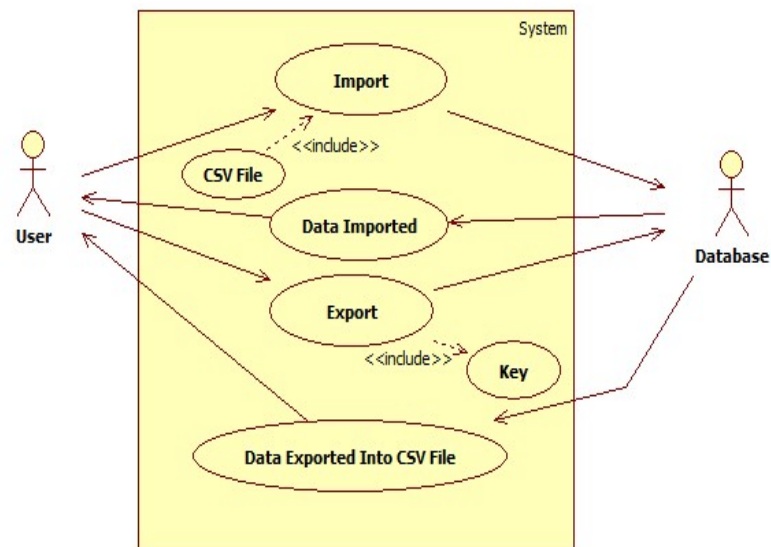 System
Import
<<include>>
CSV File
Data Imported
User
Database
Export
<<include>>
Key
Data Exported Into CSV File